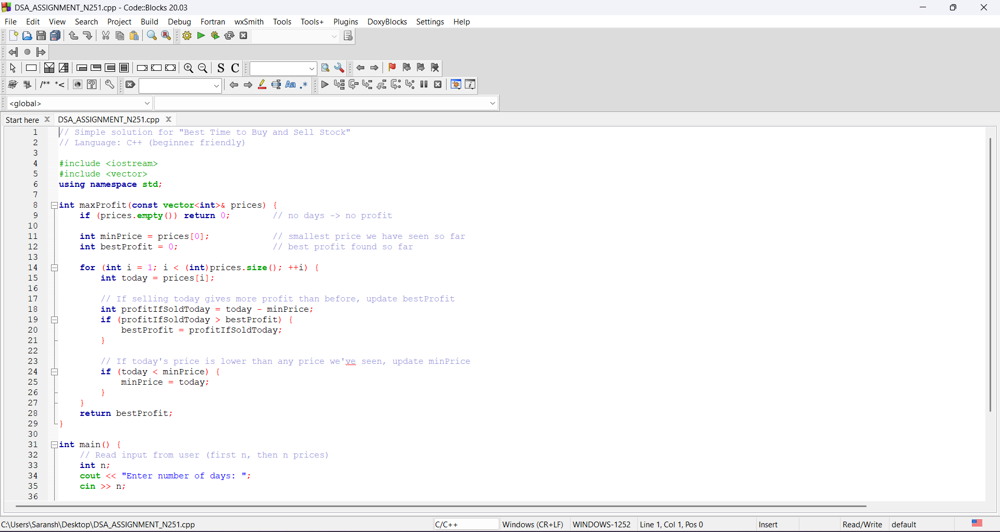 DSA_ASSIGNMENT_N251.cpp - Code::Blocks 20.03
File Edit View Search Project Build Debug Fortran wxSmith Tools Tools+ Plugins DoxyBlocks Settings Help
S C
/** *< Aa .*
<global>
Start here DSA_ASSIGNMENT_N251.cpp
1 // Simple solution for "Best Time to Buy and Sell Stock"
2 // Language: C++ (beginner friendly)
3
4 #include <iostream>
5 #include <vector>
6 using namespace std;
7
8 int maxProfit(const vector<int>& prices) {
9 if (prices.empty()) return 0; // no days -> no profit
10
11 int minPrice = prices[0]; // smallest price we have seen so far
12 int bestProfit = 0; // best profit found so far
13
14 for (int i = 1; i < (int)prices.size(); ++i) {
15 int today = prices[i];
16
17 // If selling today gives more profit than before, update bestProfit
18 int profitIfSoldToday = today - minPrice;
19 if (profitIfSoldToday > bestProfit) {
20 bestProfit = profitIfSoldToday;
21 }
22
23 // If today's price is lower than any price we've seen, update minPrice
24 if (today < minPrice) {
25 minPrice = today;
26 }
27 }
28 return bestProfit;
29 }
30
31 int main() {
32 // Read input from user (first n, then n prices)
33 int n;
34 cout << "Enter number of days: ";
35 cin >> n;
36
C:\Users\Saransh\Desktop\DSA_ASSIGNMENT_N251.cpp C/C++ Windows (CR+LF) WINDOWS-1252 Line 1, Col 1, Pos 0 Insert Read/Write default